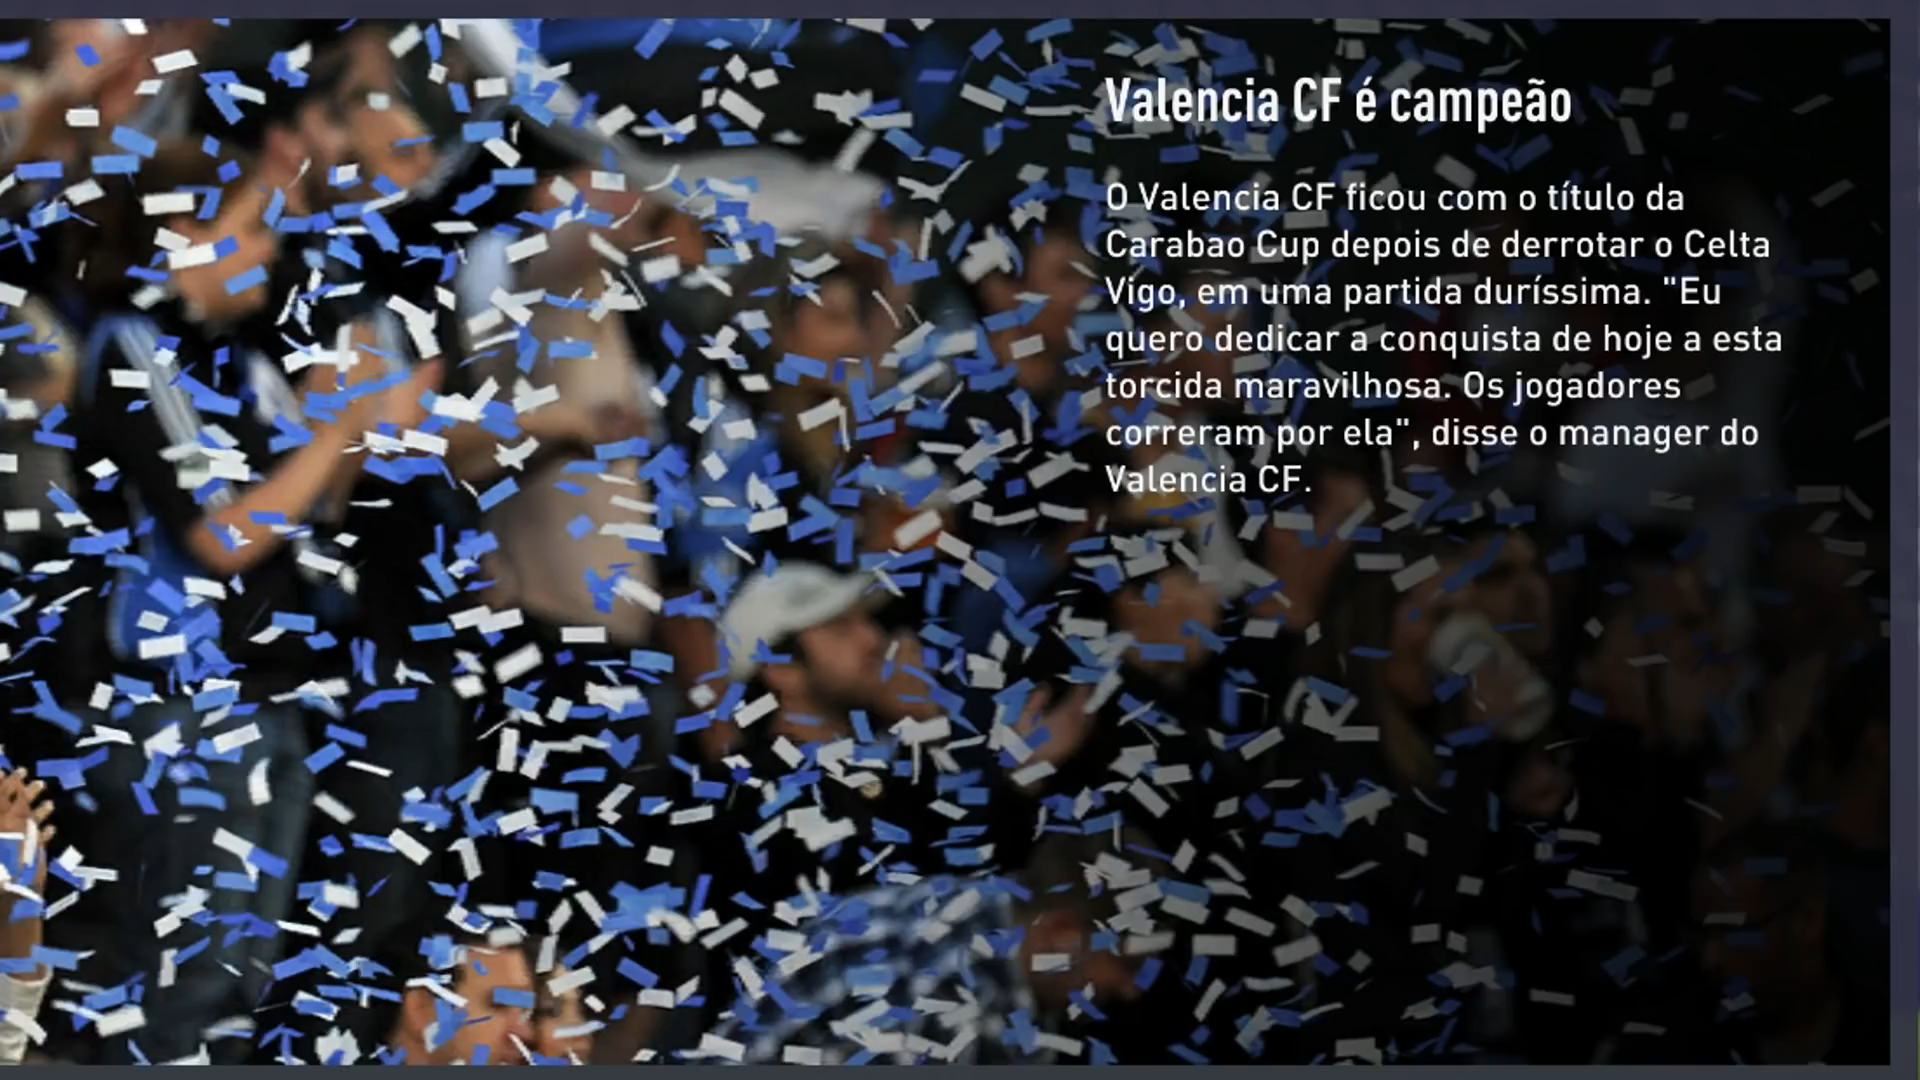 Valencia CF é campeão
O Valencia CF ficou com o título da
Carabao Cup depois de derrotar o Celta
Vigo, em uma partida duríssima. "Eu
quero dedicar a conquista de hoje a esta
torcida maravilhosa. Os jogadores
correram por ela", disse o manager do
Valencia CF.